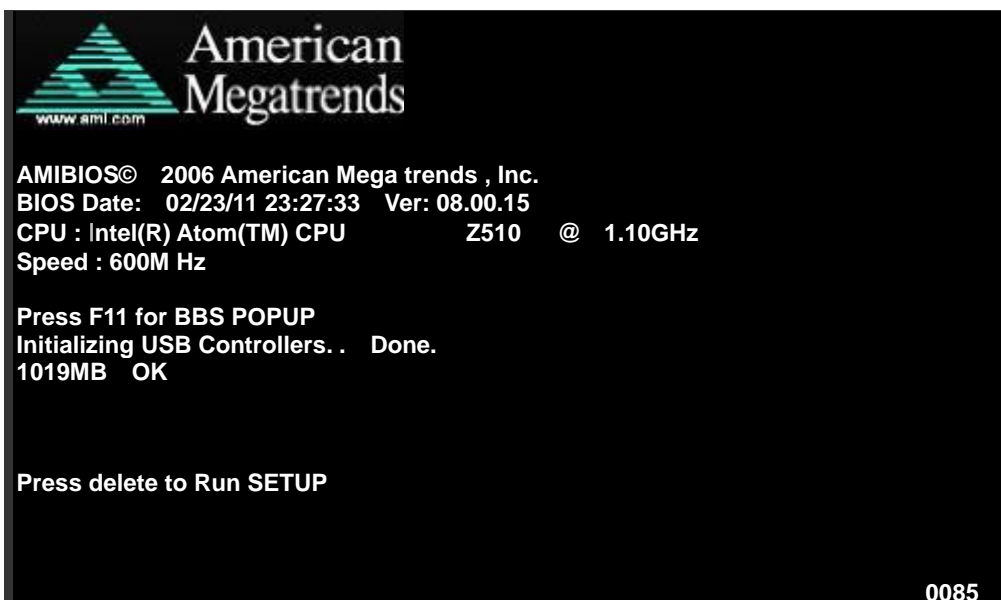 American
Megatrends
www.ami.com
AMIBIOS© 2006 American Mega trends , Inc.
BIOS Date: 02/23/11 23:27:33 Ver: 08.00.15
CPU : Intel(R) Atom(TM) CPU Z510 @ 1.10GHz
Speed : 600M Hz
Press F11 for BBS POPUP
Initializing USB Controllers. . Done.
1019MB OK
Press delete to Run SETUP
0085